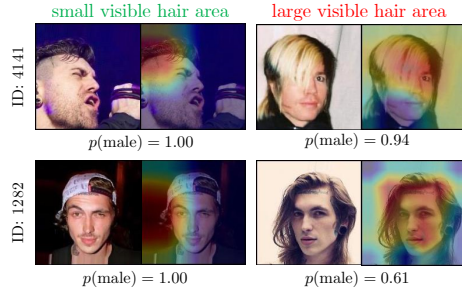 small visible hair area large visible hair area
ID: 4141
p(male) = 1.00 p(male) = 0.94
ID: 1282
p(male) = 1.00 p(male) = 0.61